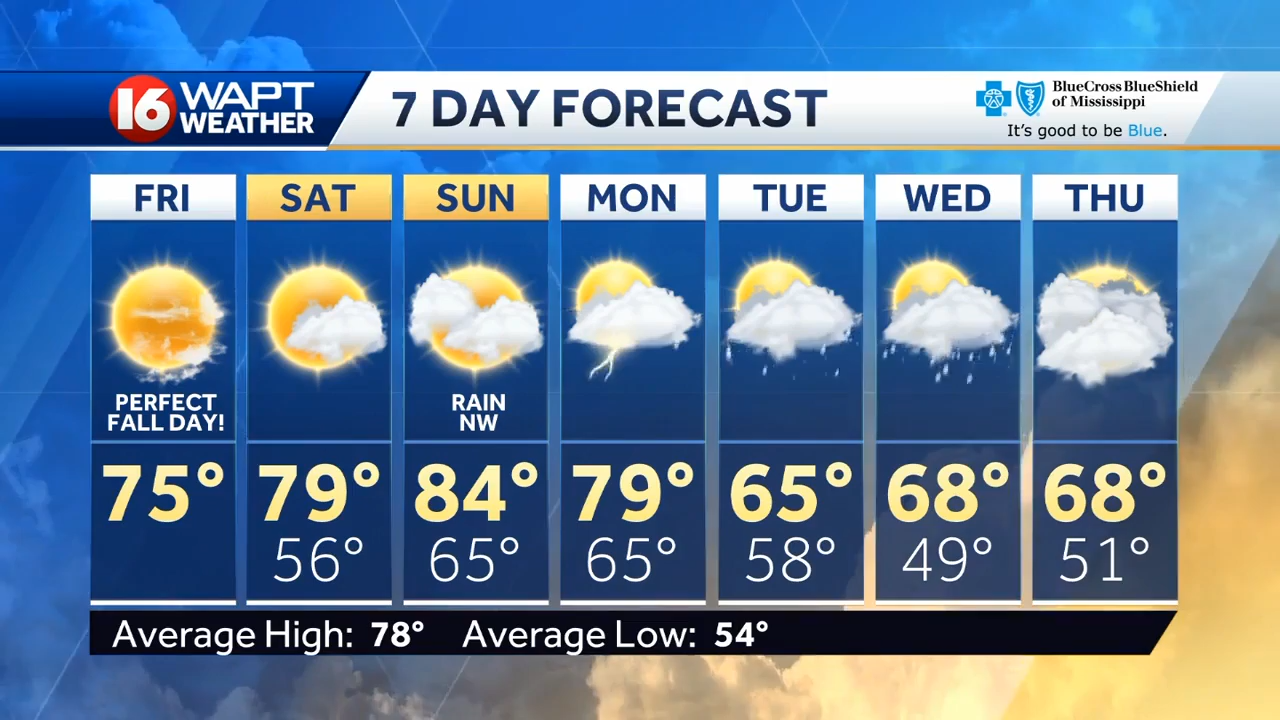 16 WAPT
WEATHER
7 DAY FORECAST
BlueCross BlueShield
of Mississippi
It's good to be Blue.
FRI
SAT
SUN
MON
TUE
WED
THU
PERFECT
FALL DAY!
RAIN
NW
75°
79°
84°
79°
65°
68°
68°
56°
65°
65°
58°
49°
51°
Average High: 78° Average Low: 54°